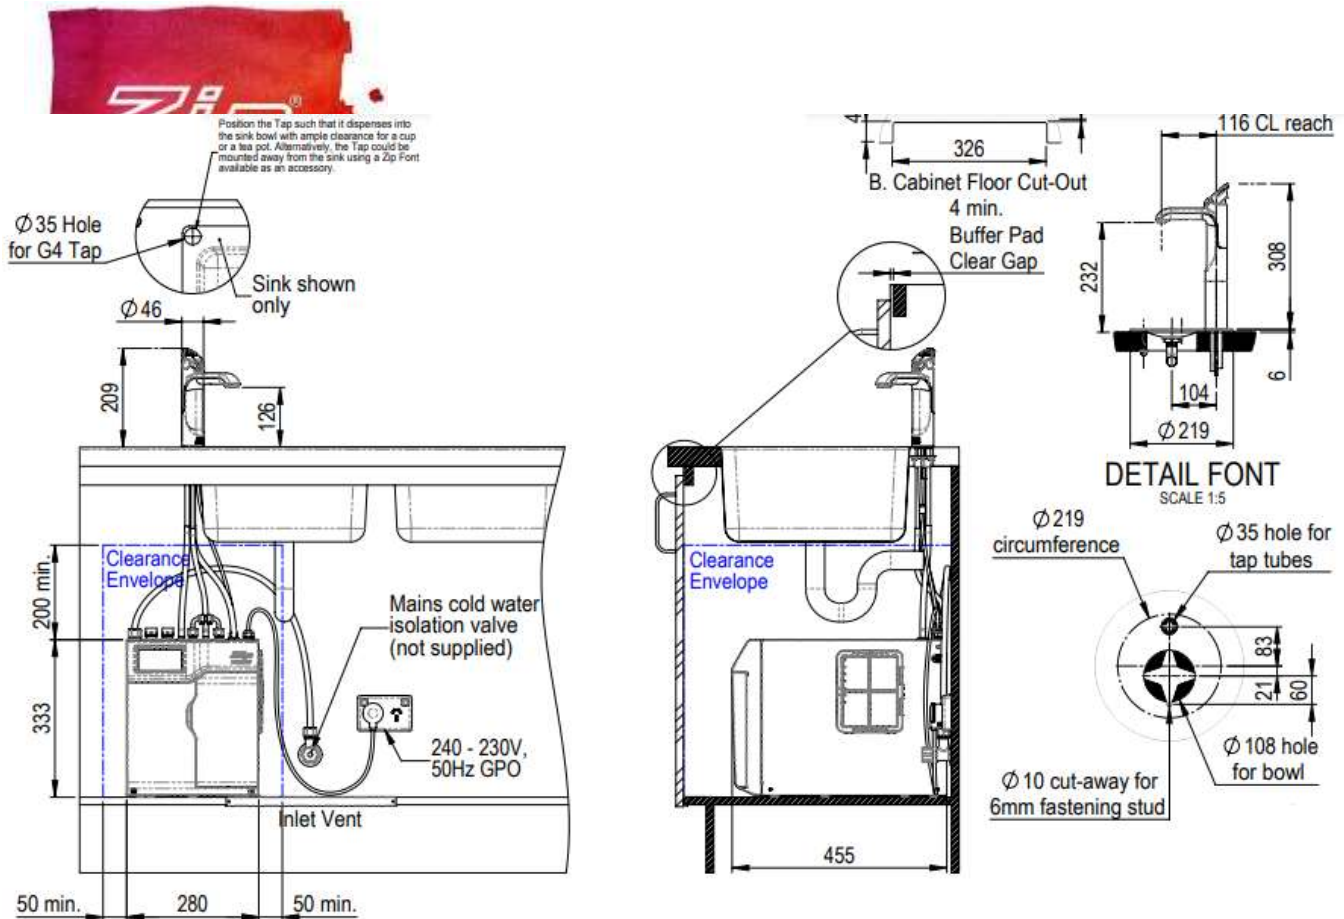 Zip®
Position the Tap such that it dispenses into
the sink bowl with ample clearance for a cup
or a tea pot. Alternatively, the Tap could be
mounted away from the sink using a Zip Font
available as an accessory.
Ø35 Hole
for G4 Tap
Sink shown
only
Ø46
209
126
Clearance
Envelope
200 min.
333
Mains cold water
isolation valve
(not supplied)
240 - 230V,
50Hz GPO
Inlet Vent
50 min.
280
50 min.
326
B. Cabinet Floor Cut-Out
4 min.
Buffer Pad
Clear Gap
Clearance
Envelope
455
116 CL reach
232
308
6
104
Ø219
DETAIL FONT
SCALE 1:5
Ø219
circumference
Ø35 hole for
tap tubes
83
21
60
Ø108 hole
for bowl
Ø10 cut-away for
6mm fastening stud